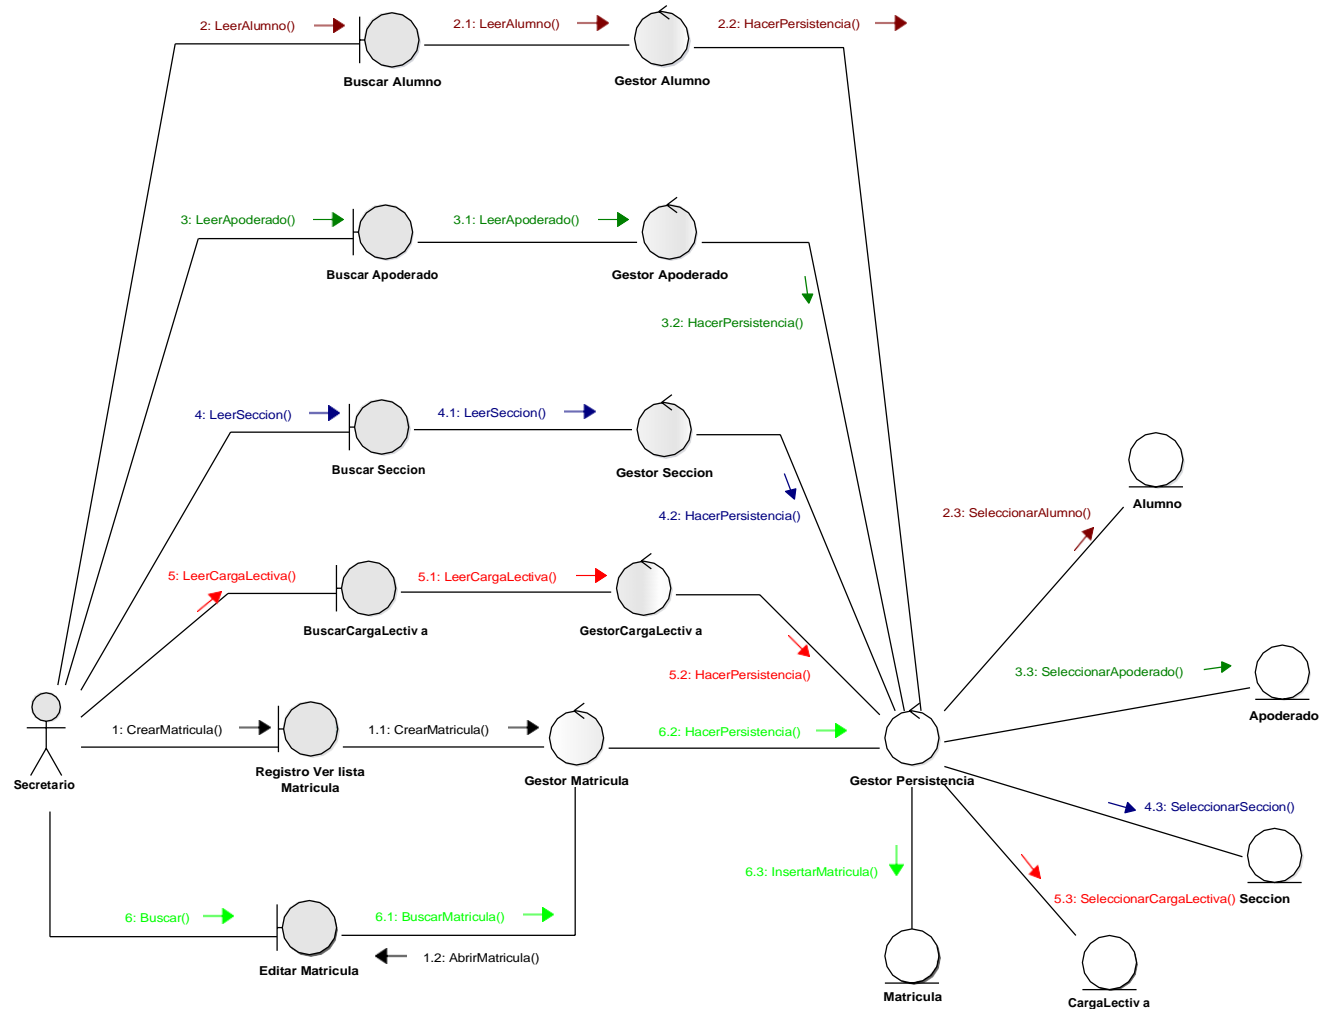 2: LeerAlumno()
2.1: LeerAlumno()
2.2: HacerPersistencia()
Buscar Alumno
Gestor Alumno
3: LeerApoderado()
3.1: LeerApoderado()
Buscar Apoderado
Gestor Apoderado
3.2: HacerPersistencia()
4: LeerSeccion()
4.1: LeerSeccion()
Buscar Seccion
Gestor Seccion
4.2: HacerPersistencia()
Alumno
2.3: SeleccionarAlumno()
5: LeerCargaLectiva()
5.1: LeerCargaLectiva()
BuscarCargaLectiv a
GestorCargaLectiv a
5.2: HacerPersistencia()
3.3: SeleccionarApoderado()
Apoderado
1: CrearMatricula()
1.1: CrearMatricula()
6.2: HacerPersistencia()
Secretario
Registro Ver lista
Matricula
Gestor Matricula
Gestor Persistencia
4.3: SeleccionarSeccion()
6.3: InsertarMatricula()
5.3: SeleccionarCargaLectiva()
Seccion
6: Buscar()
6.1: BuscarMatricula()
1.2: AbrirMatricula()
Editar Matricula
Matricula
CargaLectiv a